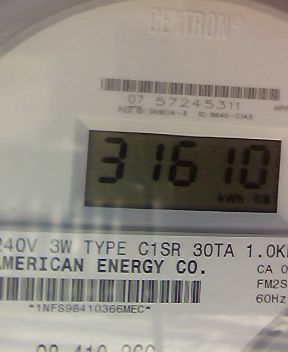 CENTRON®
07 57245311
31610
kWh
240V 3W TYPE C1SR 30TA 1.0K
AMERICAN ENERGY CO.
CA 0
FM2S
60Hz
*1NFS98410366MEC*